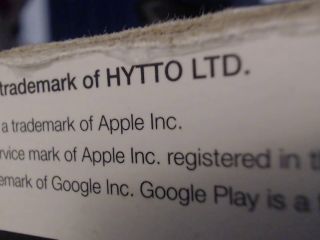 trademark of HYTTO LTD.
a trademark of Apple Inc.
rvice mark of Apple Inc. registered in th
emark of Google Inc. Google Play is a t